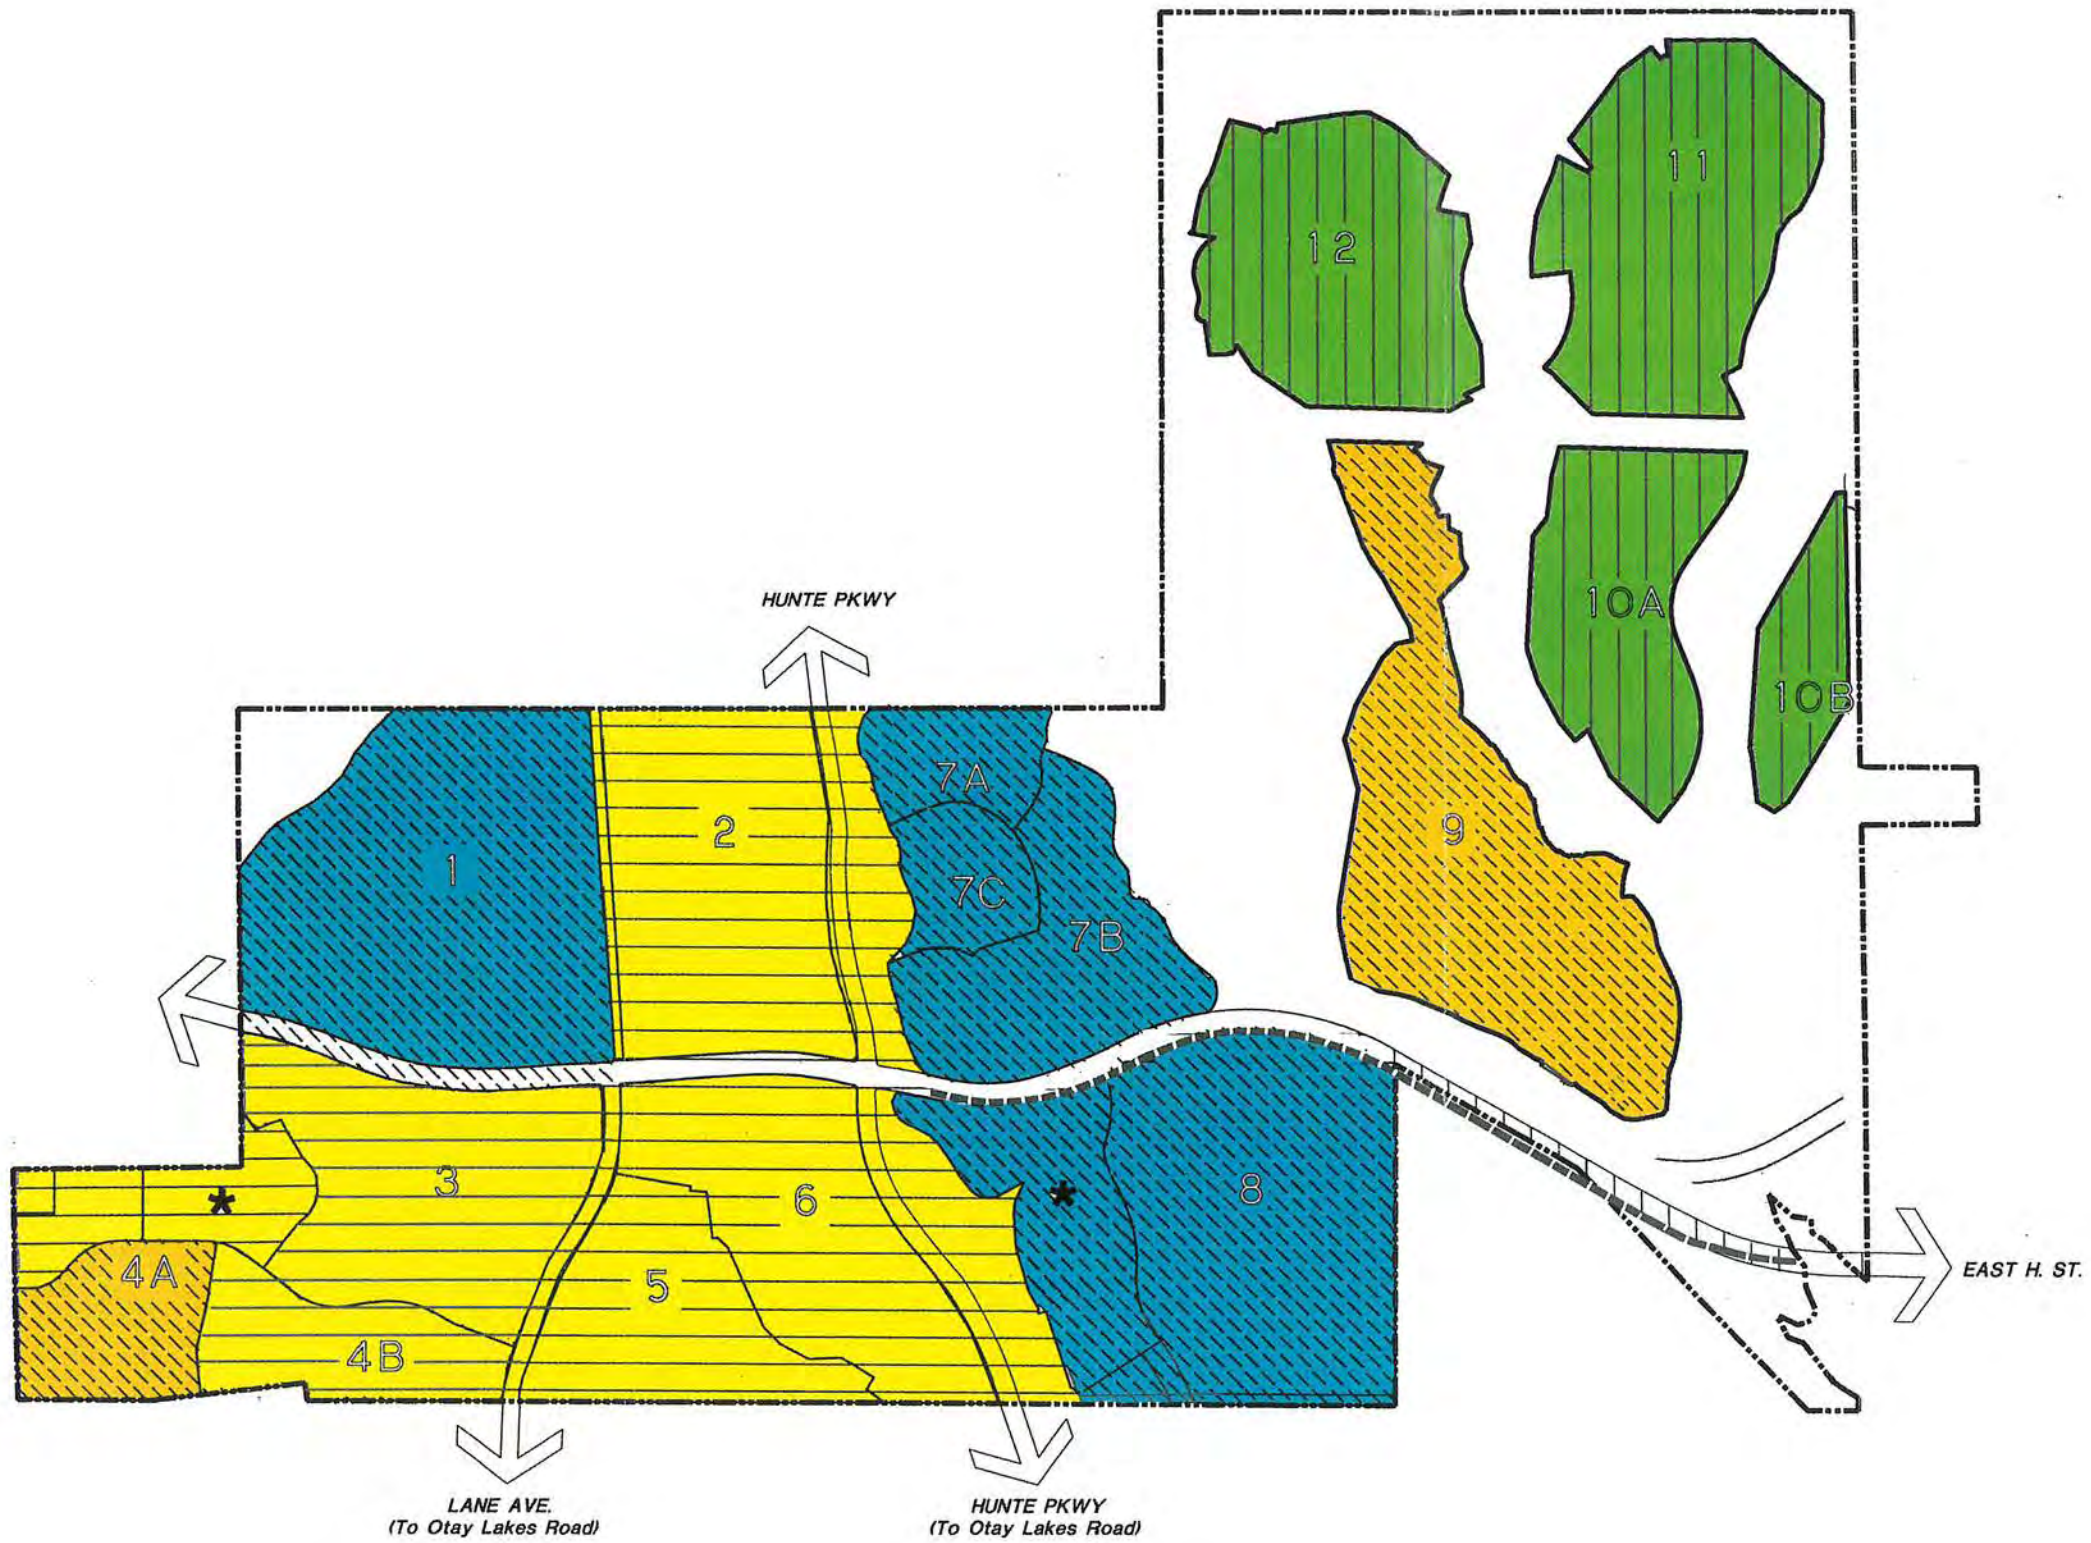 11
12
HUNTE PKWY
10A
10B
7A
2
9
1
7C
7B
3
*
*
8
6
4A
5
4B
EAST H. ST.
LANE AVE.
(To Otay Lakes Road)
HUNTE PKWY
(To Otay Lakes Road)